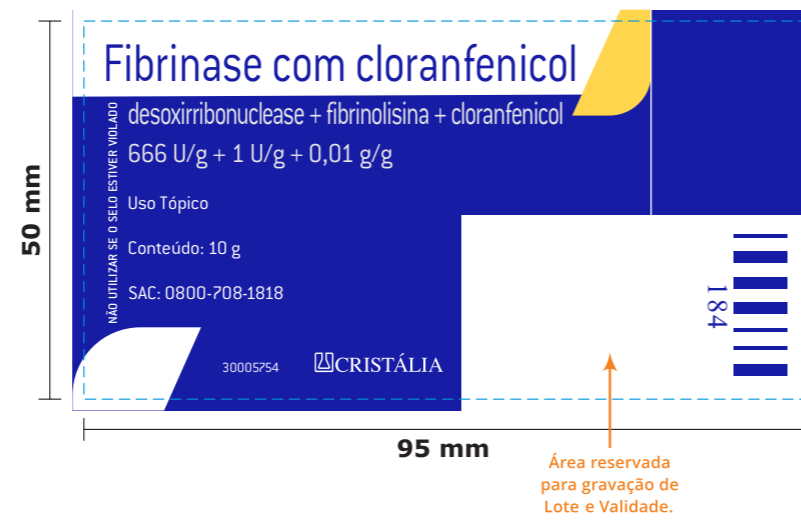 Fibrinase com cloranfenicol
desoxirribonuclease + fibrinolisina + cloranfenicol
666 U/g + 1 U/g + 0,01 g/g
NÃO UTILIZAR SE O SELO ESTIVER VIOLADO
Uso Tópico
Conteúdo: 10 g
SAC: 0800-708-1818
30005754
CRISTÁLIA
184
50 mm
95 mm
Área reservada
para gravação de
Lote e Validade.